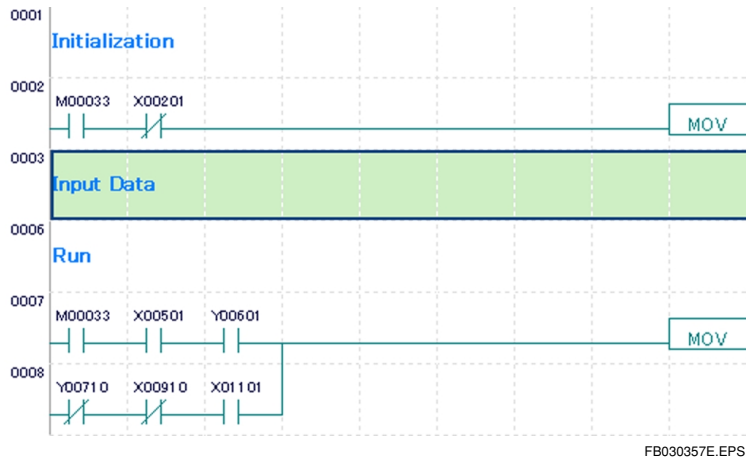 0001
Initialization
0002
M00033 X00201
MOV
0003
Input Data
0006
Run
0007
M00033 X00501 Y00601
MOV
0008
Y00710 X00910 X01101
FB030357E.EPS